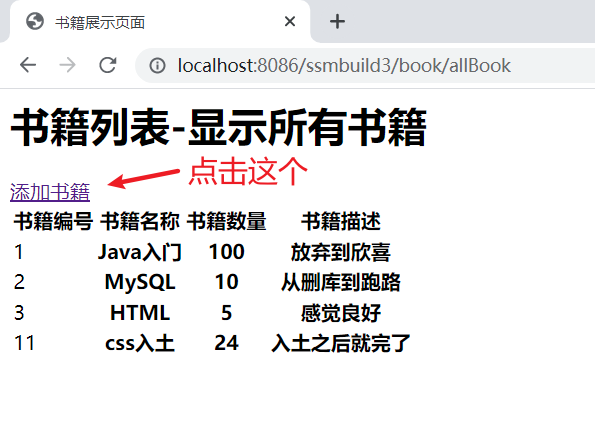 书籍展示页面
localhost:8086/ssmbuild3/book/allBook
书籍列表-显示所有书籍
点击这个
添加书籍
书籍编号 书籍名称 书籍数量 书籍描述
1 Java入门 100 放弃到欣喜
2 MySQL 10 从删库到跑路
3 HTML 5 感觉良好
11 css入土 24 入土之后就完了